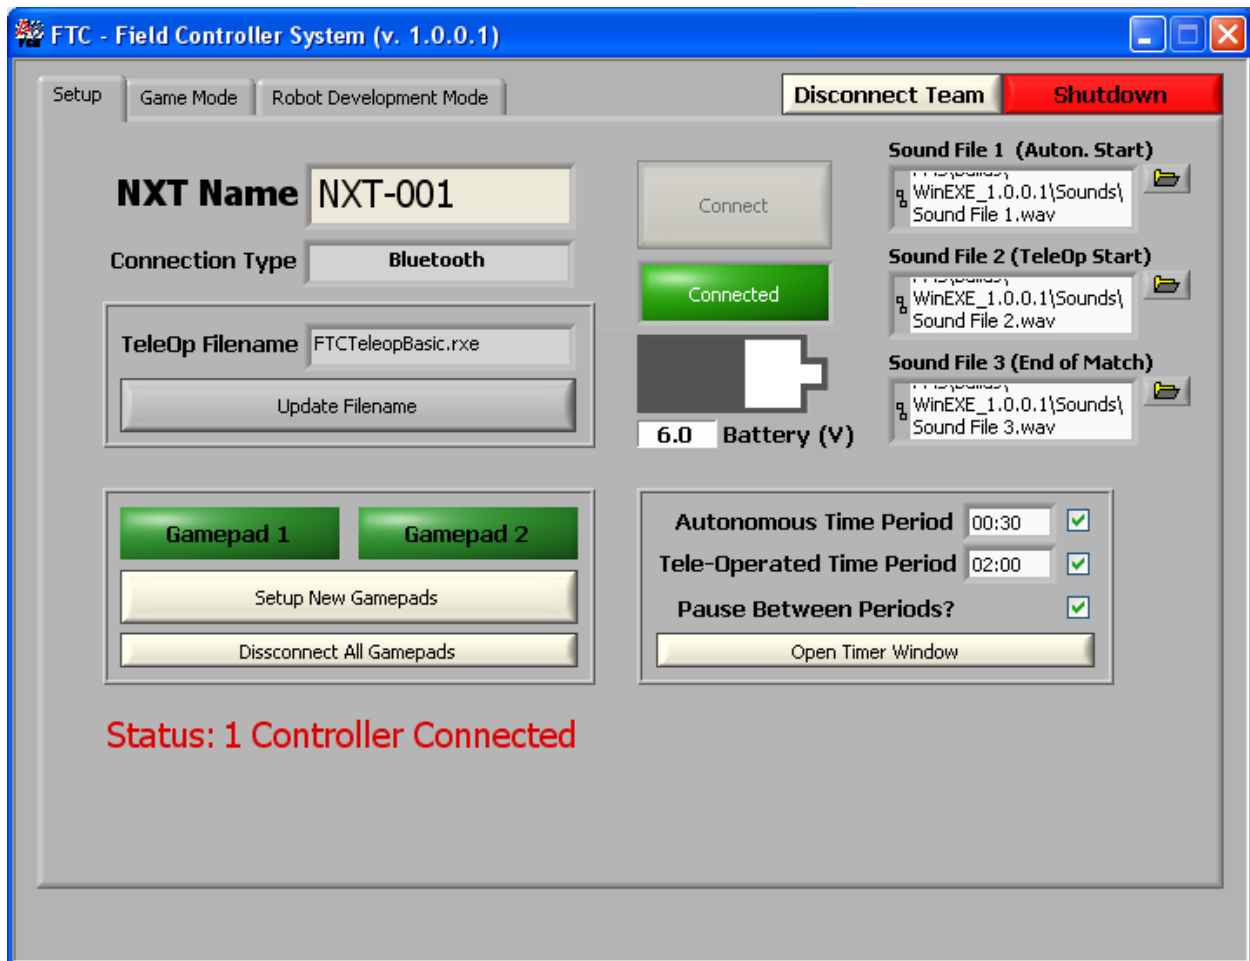 FTC - Field Controller System (v. 1.0.0.1)
Setup
Game Mode
Robot Development Mode
Disconnect Team
Shutdown
NXT Name
NXT-001
Connection Type
Bluetooth
TeleOp Filename
FTCTeleopBasic.rxe
Update Filename
Connect
Connected
6.0
Battery (V)
Sound File 1 (Auton. Start)
WinEXE_1.0.0.1\Sounds\
Sound File 1.wav
Sound File 2 (TeleOp Start)
WinEXE_1.0.0.1\Sounds\
Sound File 2.wav
Sound File 3 (End of Match)
WinEXE_1.0.0.1\Sounds\
Sound File 3.wav
Gamepad 1
Gamepad 2
Setup New Gamepads
Dissconnect All Gamepads
Autonomous Time Period
00:30
Tele-Operated Time Period
02:00
Pause Between Periods?
Open Timer Window
Status: 1 Controller Connected